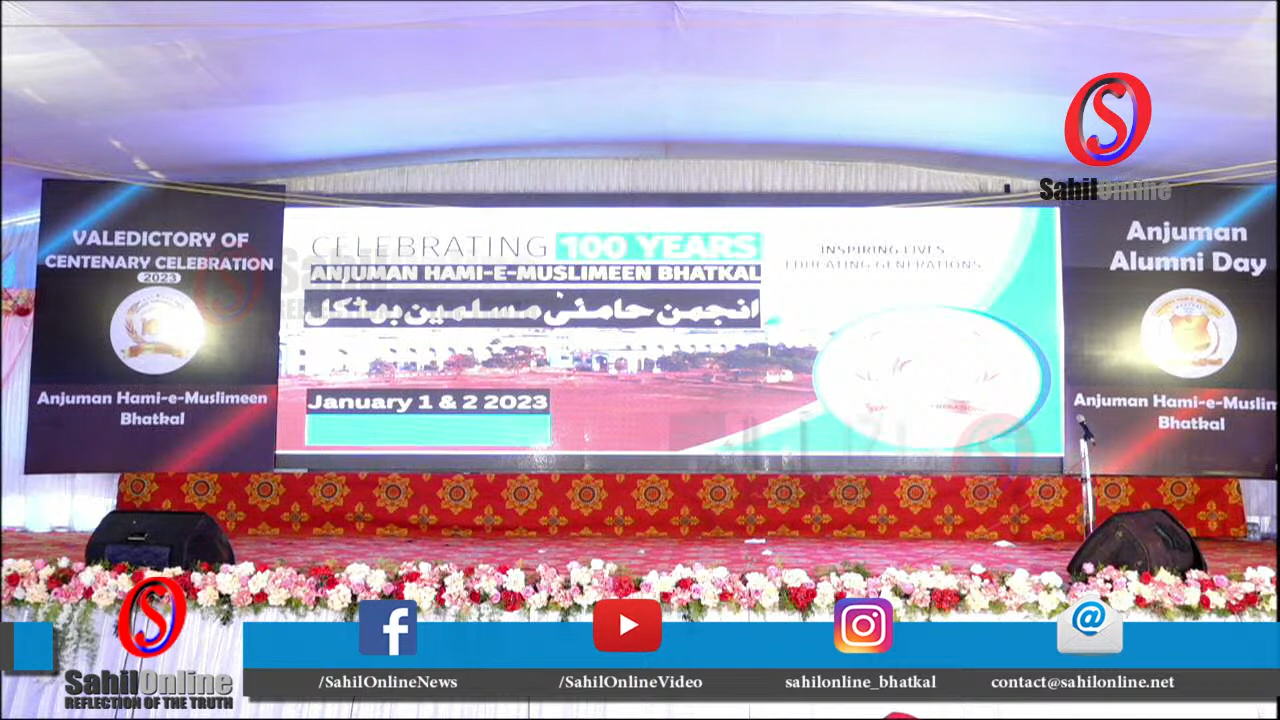 SahilOnline
VALEDICTORY OF
CENTENARY CELEBRATION
2023
Anjuman Hami-e-Muslimeen
Bhatkal
CELEBRATING 100 YEARS
ANJUMAN HAMI-E-MUSLIMEEN BHATKAL
انجمن حامئی مسلمین بھٹکل
January 1 & 2 2023
INSPIRING LIVES
EDUCATING GENERATIONS
Anjuman
Alumni Day
Anjuman Hami-e-Muslim
Bhatkal
SahilOnline
REFLECTION OF THE TRUTH
/SahilOnlineNews
/SahilOnlineVideo
sahilonline_bhatkal
contact@sahilonline.net